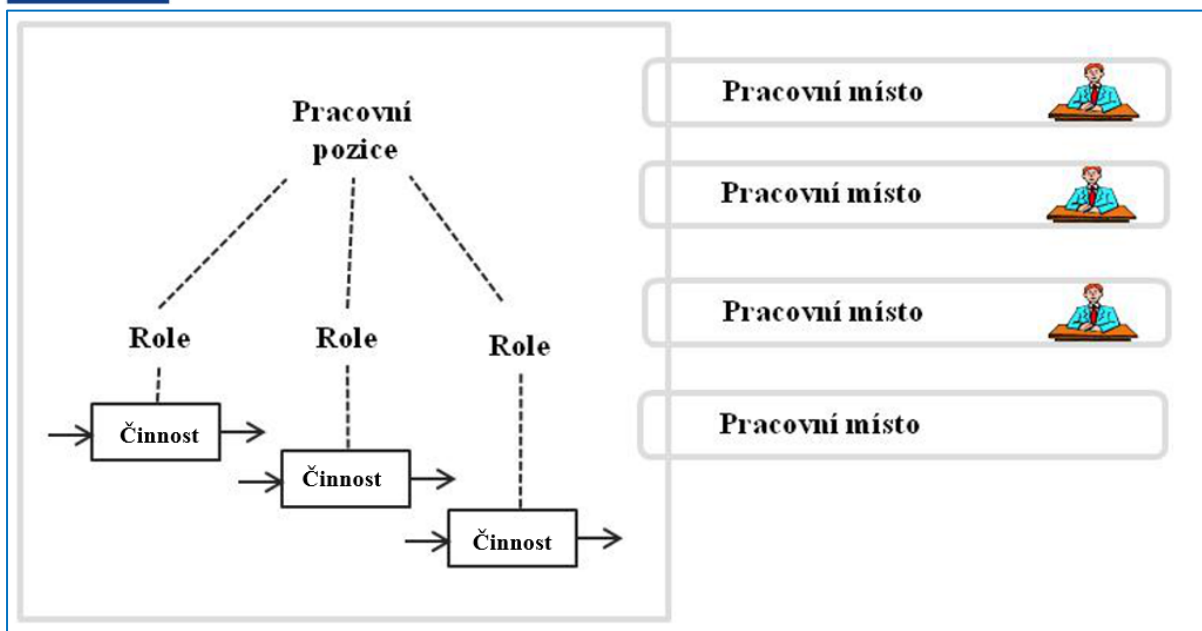 Pracovní
pozice
Role
Role
Role
Činnost
Činnost
Činnost
Pracovní místo
Pracovní místo
Pracovní místo
Pracovní místo